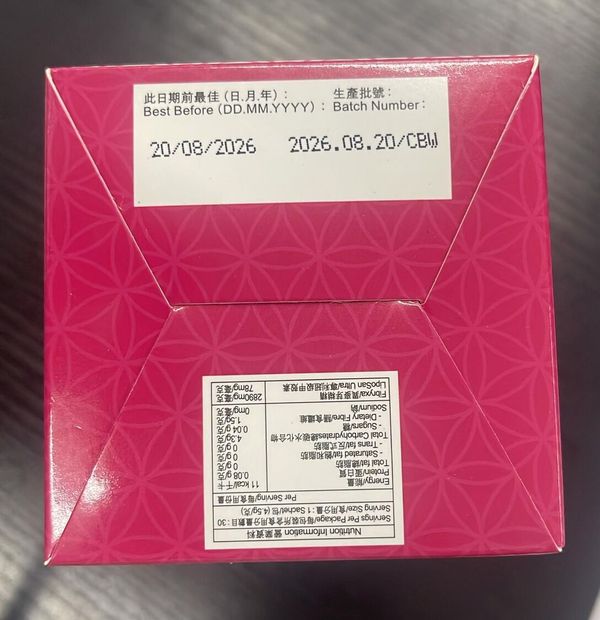 此日期前最佳 (日.月.年) : 生產批號 :
Best Before (DD.MM.YYYY) : Batch Number :
20/08/2026 2026.08.20/CBW
Nutrition Information 營養資料
Servings Per Package/每包裝所含食用分量數目 : 30
Serving Size/食用分量 : 1 Sachet/包 (4.5g/克)
Per Serving/每食用份量
Energy/能量 11 kcal/千卡
Protein/蛋白質 0.08 g/克
Total fat/總脂肪 0 g/克
- Saturated fat/飽和脂肪 0 g/克
- Trans fat/反式脂肪 0 g/克
Total Carbohydrates/總碳水化合物 4.3 g/克
- Sugars/糖 0.04 g/克
- Dietary Fibre/膳食纖維 1.5g/克
Sodium/鈉 0mg/毫克
Fibryxa/異麥芽糊精 2890mg/毫克
LipoSan Ultra/專利超級甲殼素 78mg/毫克